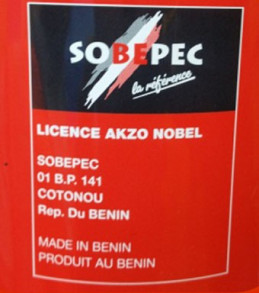 SOBEPEC
la référence
LICENCE AKZO NOBEL
SOBEPEC
01 B.P. 141
COTONOU
Rep. Du BENIN
MADE IN BENIN
PRODUIT AU BENIN